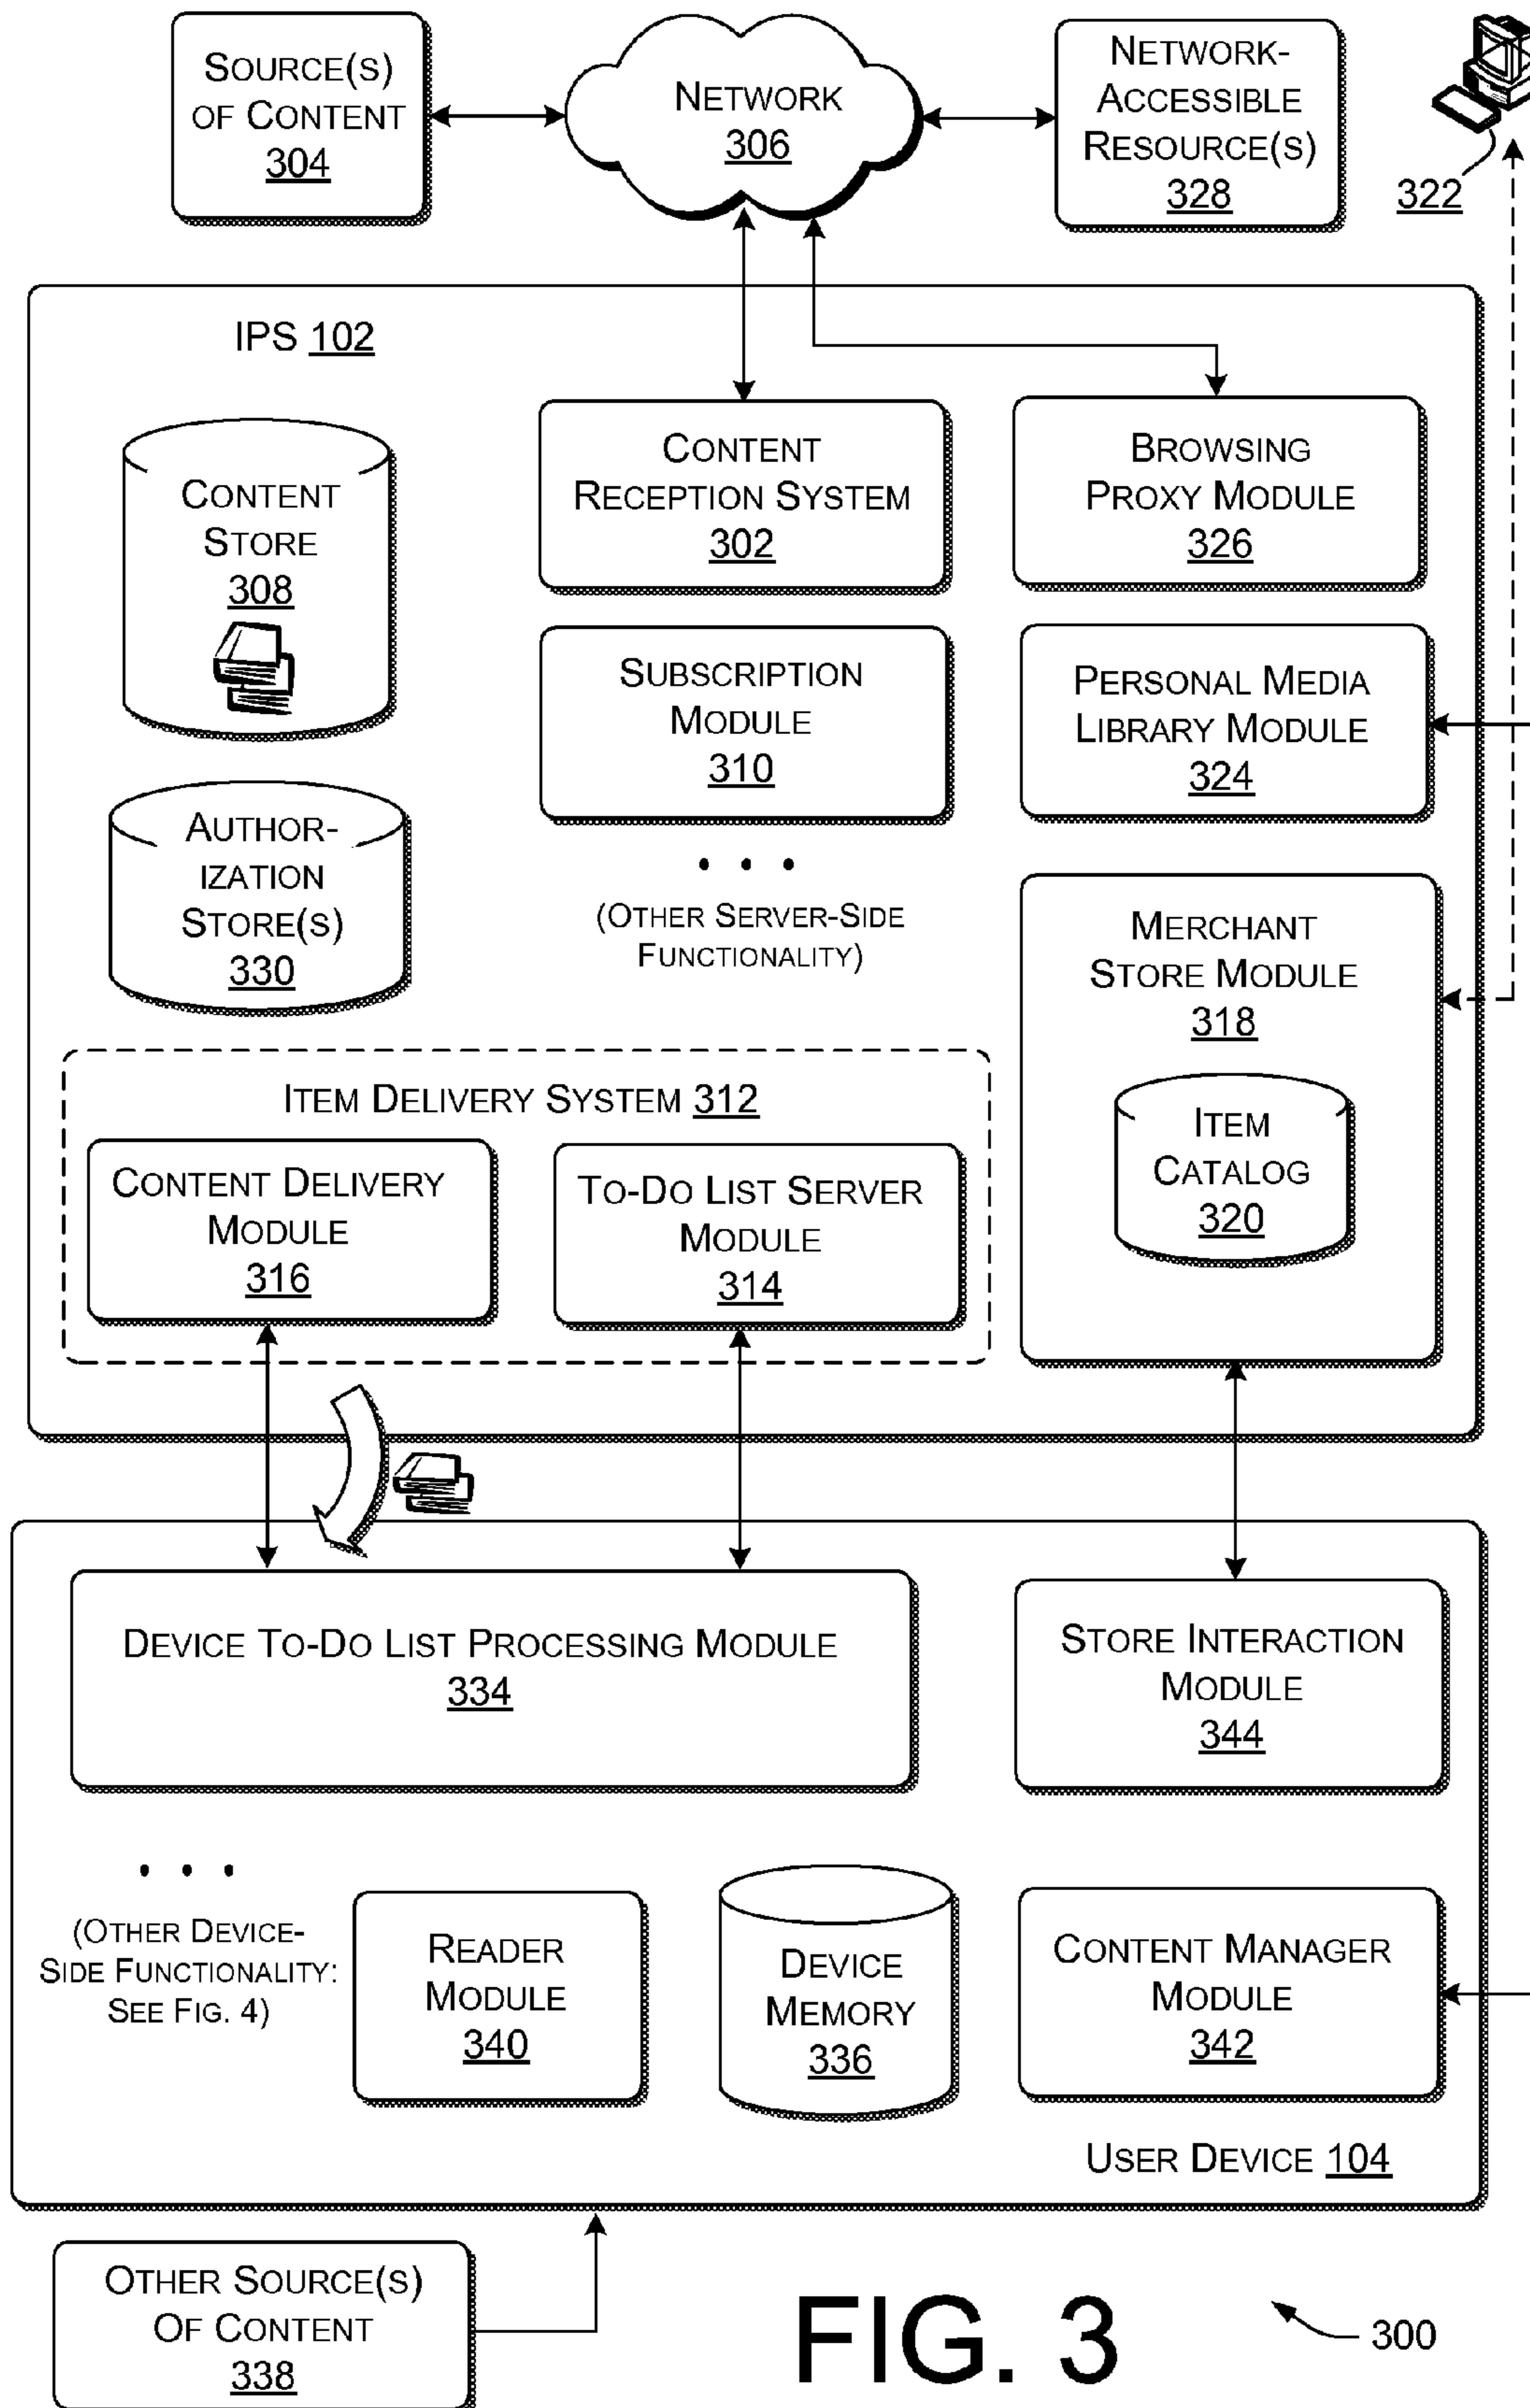 SOURCE(S)
OF CONTENT
304
NETWORK
306
NETWORK-
ACCESSIBLE
RESOURCE(S)
328
322
IPS 102
CONTENT
STORE
308
CONTENT
RECEPTION SYSTEM
302
BROWSING
PROXY MODULE
326
SUBSCRIPTION
MODULE
310
PERSONAL MEDIA
LIBRARY MODULE
324
AUTHOR-
IZATION
STORE(S)
330
• • •
(OTHER SERVER-SIDE
FUNCTIONALITY)
MERCHANT
STORE MODULE
318
ITEM
CATALOG
320
ITEM DELIVERY SYSTEM 312
CONTENT DELIVERY
MODULE
316
TO-DO LIST SERVER
MODULE
314
DEVICE TO-DO LIST PROCESSING MODULE
334
STORE INTERACTION
MODULE
344
• • •
(OTHER DEVICE-
SIDE FUNCTIONALITY:
SEE FIG. 4)
READER
MODULE
340
DEVICE
MEMORY
336
CONTENT MANAGER
MODULE
342
USER DEVICE 104
OTHER SOURCE(S)
OF CONTENT
338
FIG. 3
300